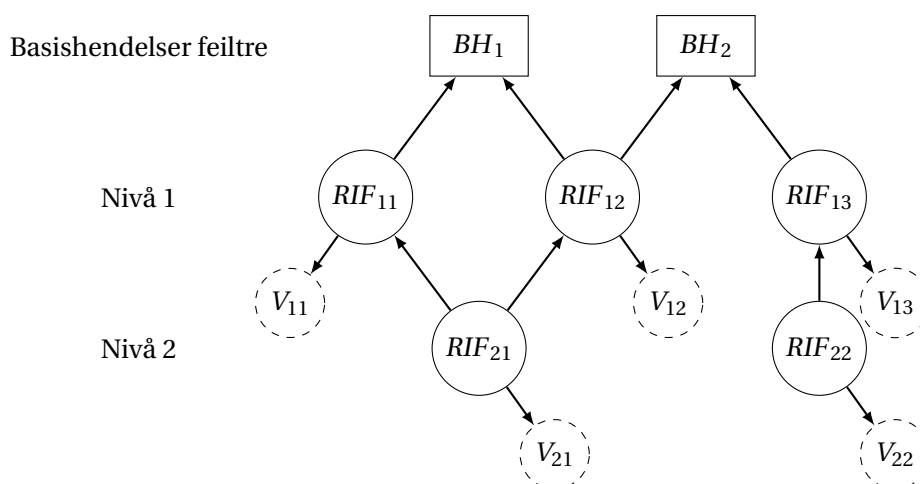 Basishendelser feiltre BH₁ BH₂
Nivå 1 RIF₁₁ RIF₁₂ RIF₁₃
V₁₁ V₁₂ V₁₃
Nivå 2 RIF₂₁ RIF₂₂
V₂₁ V₂₂